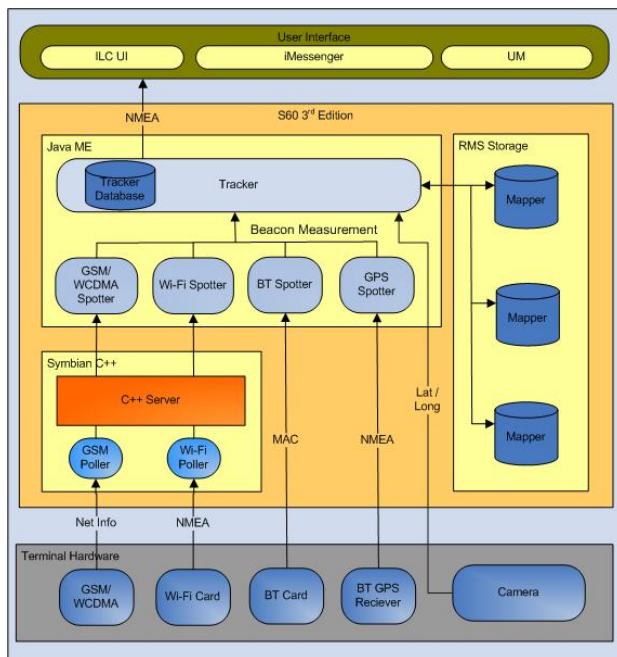 User Interface
ILC UI
iMessenger
UM
S60 3rd Edition
NMEA
Java ME
RMS Storage
Tracker
Database
Tracker
Mapper
Beacon Measurement
GSM/
WCDMA
Spotter
Wi-Fi Spotter
BT Spotter
GPS
Spotter
Mapper
Symbian C++
C++ Server
Lat /
Long
Mapper
GSM
Poller
Wi-Fi
Poller
MAC
NMEA
Net Info
NMEA
Terminal Hardware
GSM/
WCDMA
Wi-Fi Card
BT Card
BT GPS
Reciever
Camera